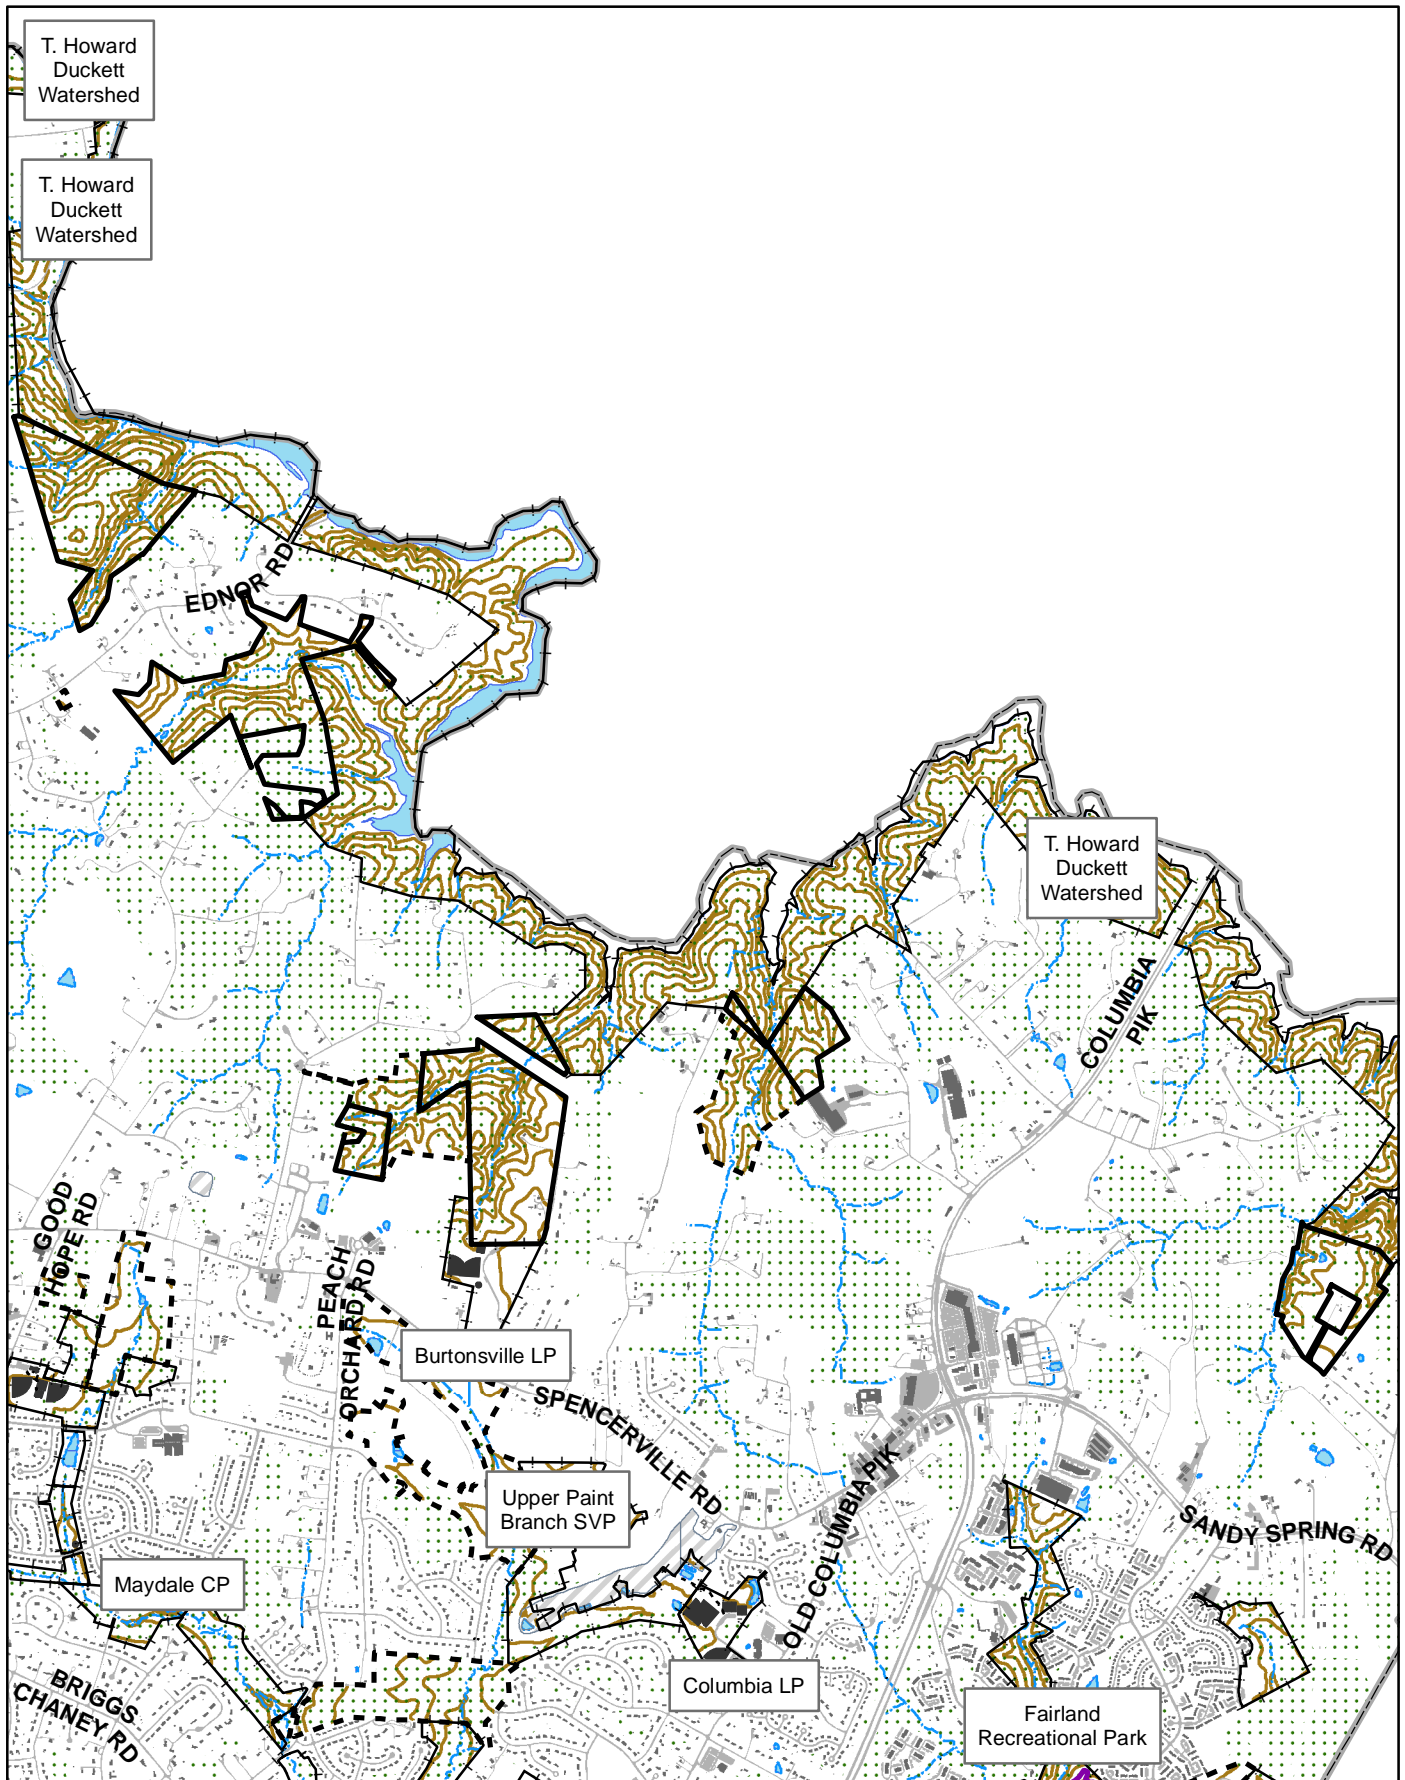 T. Howard
Duckett
Watershed
T. Howard
Duckett
Watershed
EDNOR RD
T. Howard
Duckett
Watershed
COLUMBIA
PIK
GOOD
HOPE RD
PEACH
ORCHARD RD
Burtonsville LP
SPENCERVILLE RD
OLD COLUMBIA PIK
Upper Paint
Branch SVP
SANDY SPRING RD
Maydale CP
BRIGGS
CHANEY RD
Columbia LP
Fairland
Recreational Park